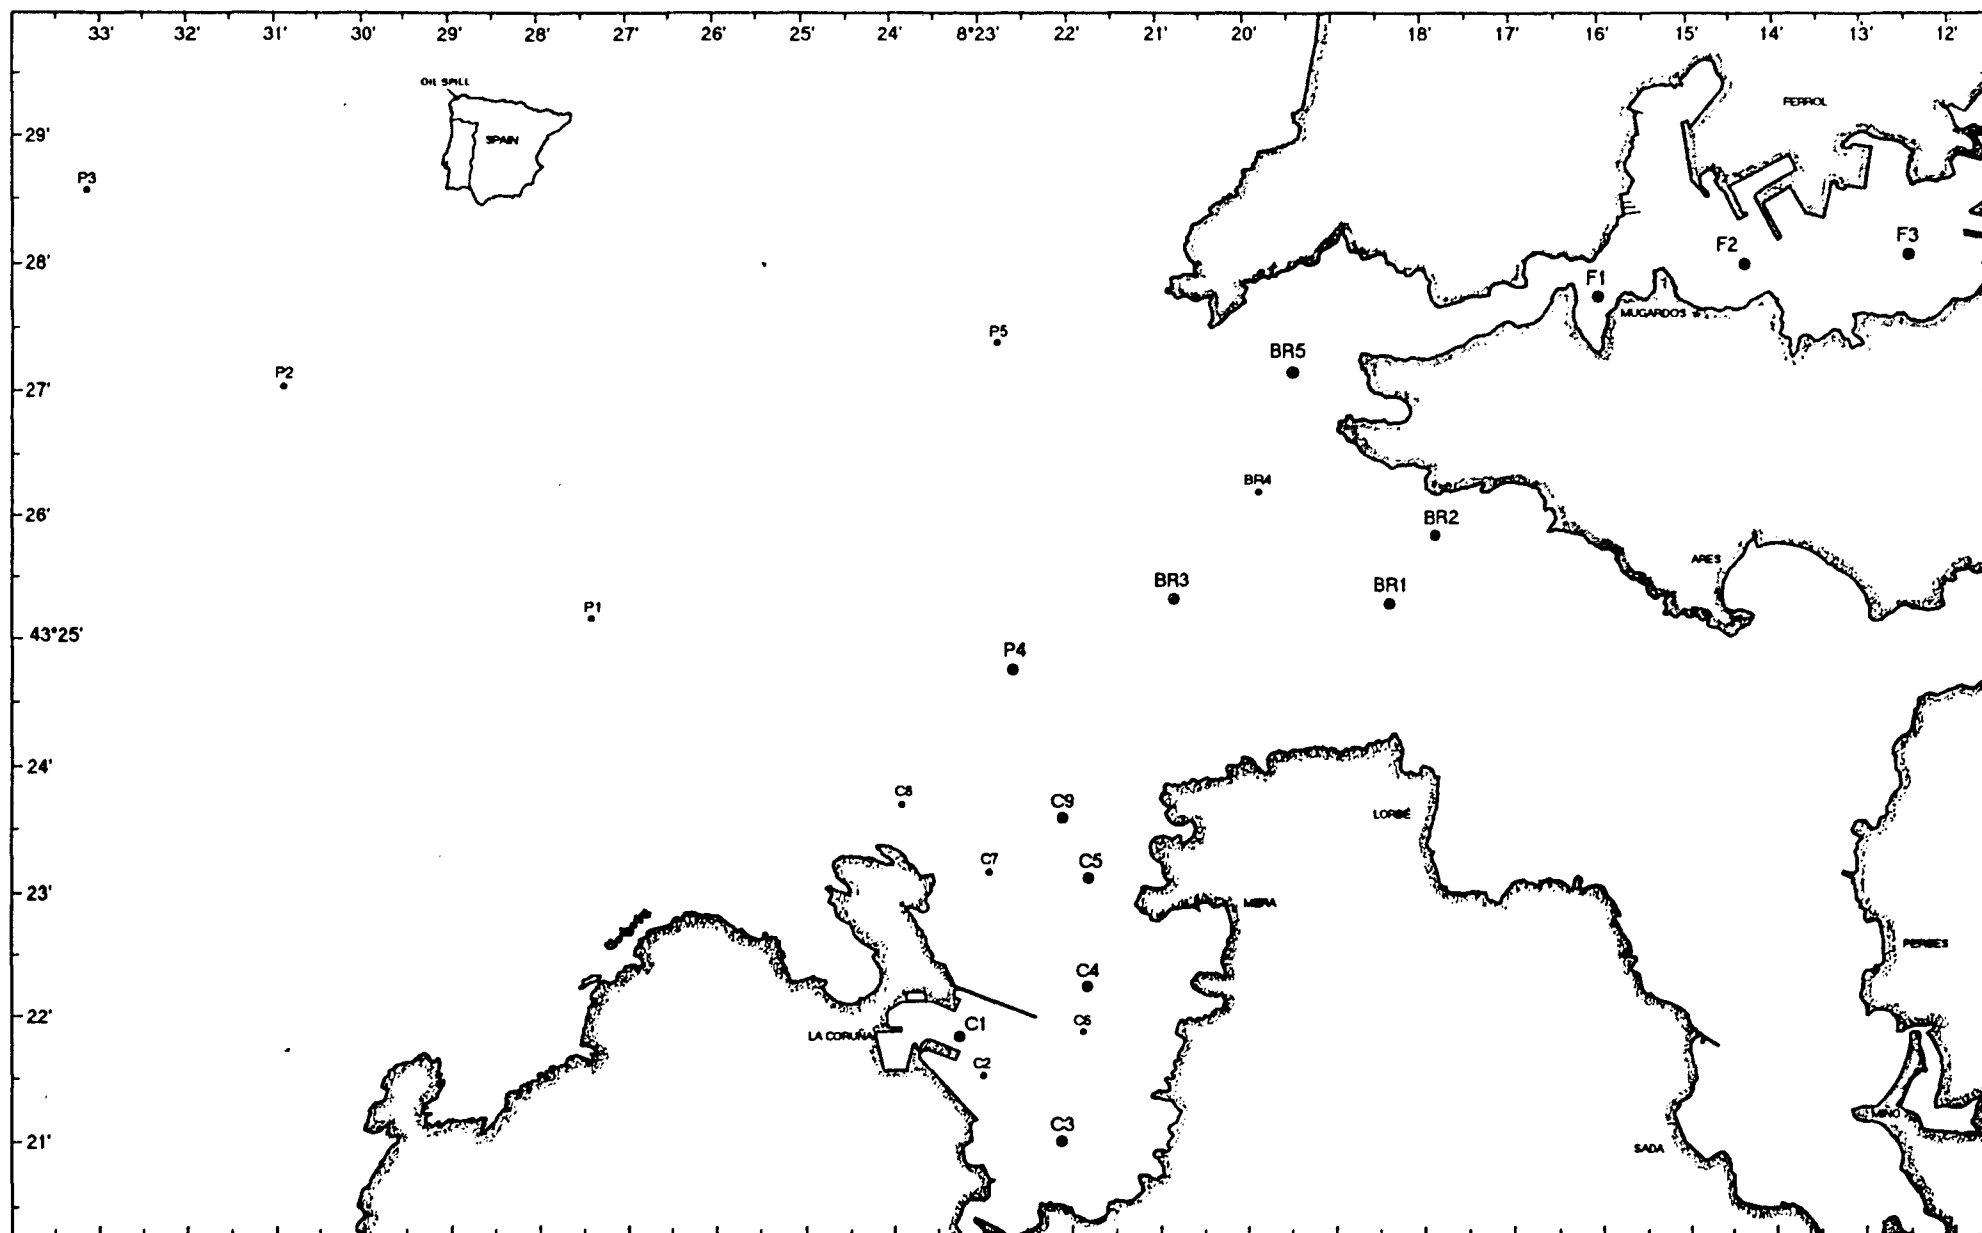 33' 32' 31' 30' 29' 28' 27' 26' 25' 24' 8°23' 22' 21' 20' 18' 17' 16' 15' 14' 13' 12'
OIL SPILL
SPAIN
FERROL
29'
P3
F2 F3
28'
F1
MUGARDOS
P5
BR5
P2
27'
BR4
26'
BR2
ARES
BR3 BR1
P1
43°25'
P4
24'
C8
C9
LORBÉ
C7 C5
23'
MERA
PERBES
C4
22'
C6
C1
LA CORUÑA
C2
MIÑO
C3
21'
SADA